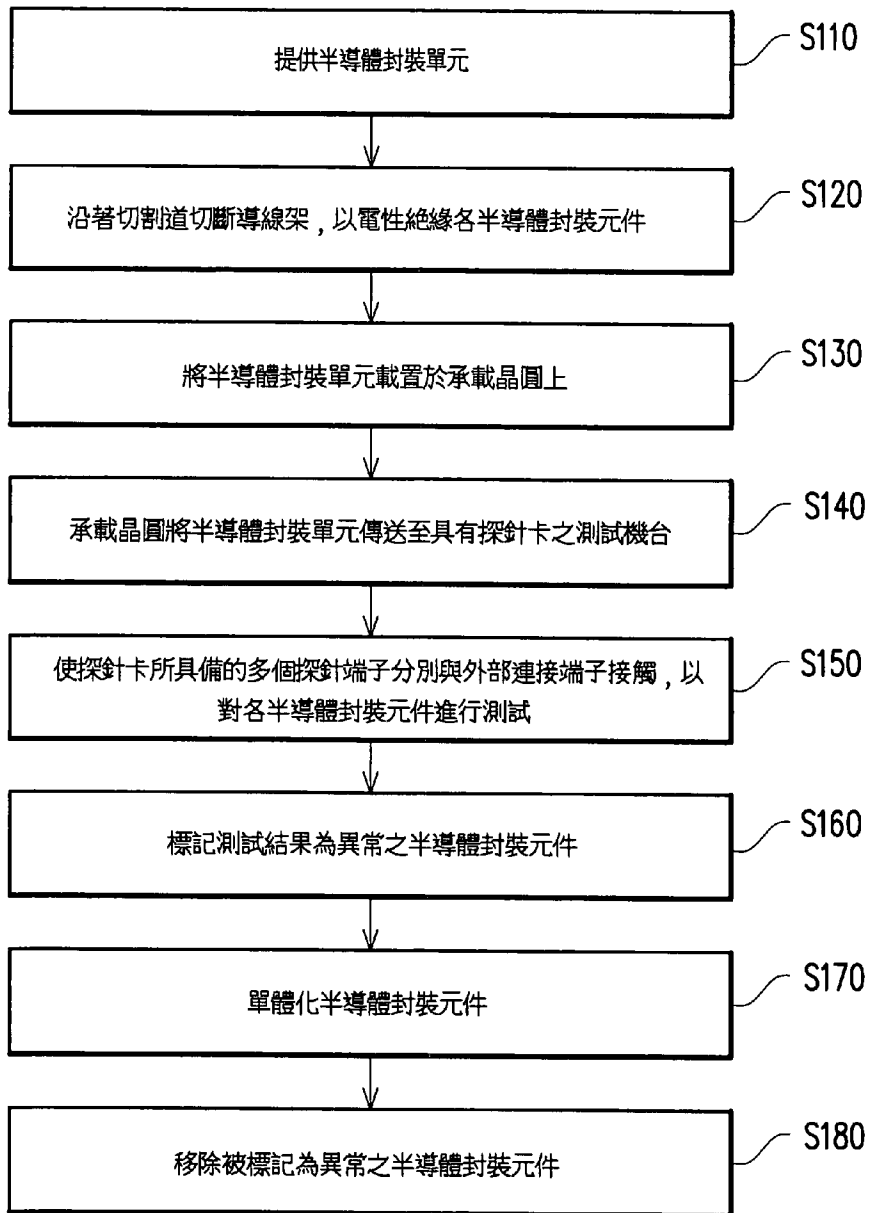 提供半導體封裝單元
S110
沿著切割道切斷導線架，以電性絕緣各半導體封裝元件
S120
將半導體封裝單元載置於承載晶圓上
S130
承載晶圓將半導體封裝單元傳送至具有探針卡之測試機台
S140
使探針卡所具備的多個探針端子分別與外部連接端子接觸，以
對各半導體封裝元件進行測試
S150
標記測試結果為異常之半導體封裝元件
S160
單體化半導體封裝元件
S170
移除被標記為異常之半導體封裝元件
S180